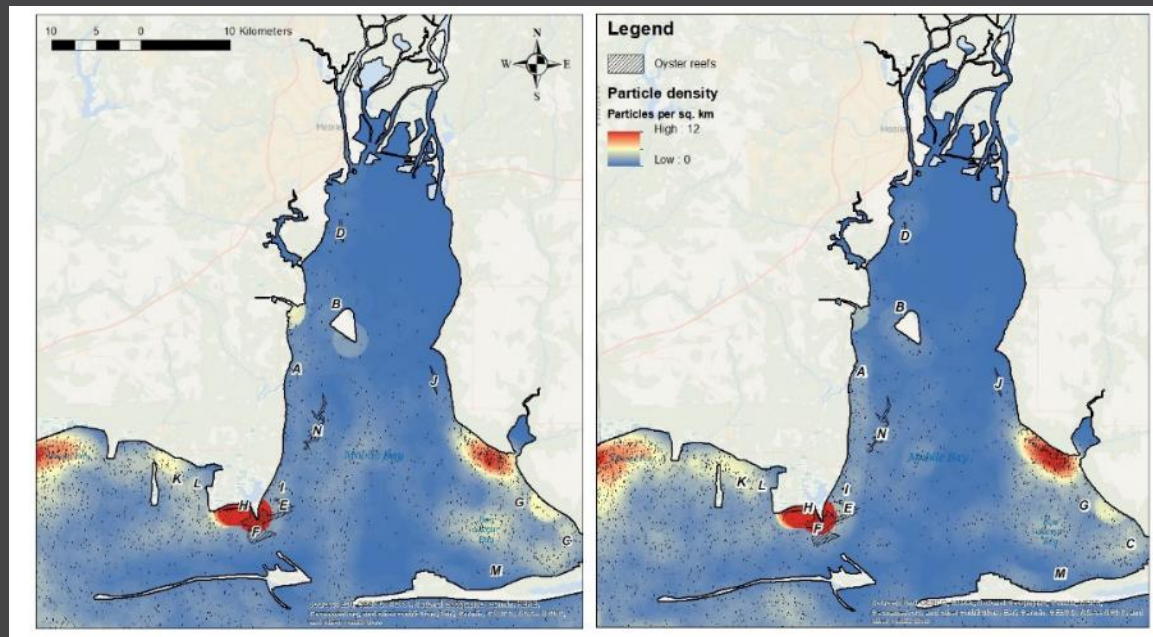 10 5 0 10 Kilometers
N
W E
S
D
B
A
J
N
Mobile Bay
K
L
H
I
E
F
G
C
M
Legend
Oyster reefs
Particle density
Particles per sq. km
High : 12
Low : 0
D
B
A
J
N
Mobile Bay
K
L
H
I
E
F
G
C
M